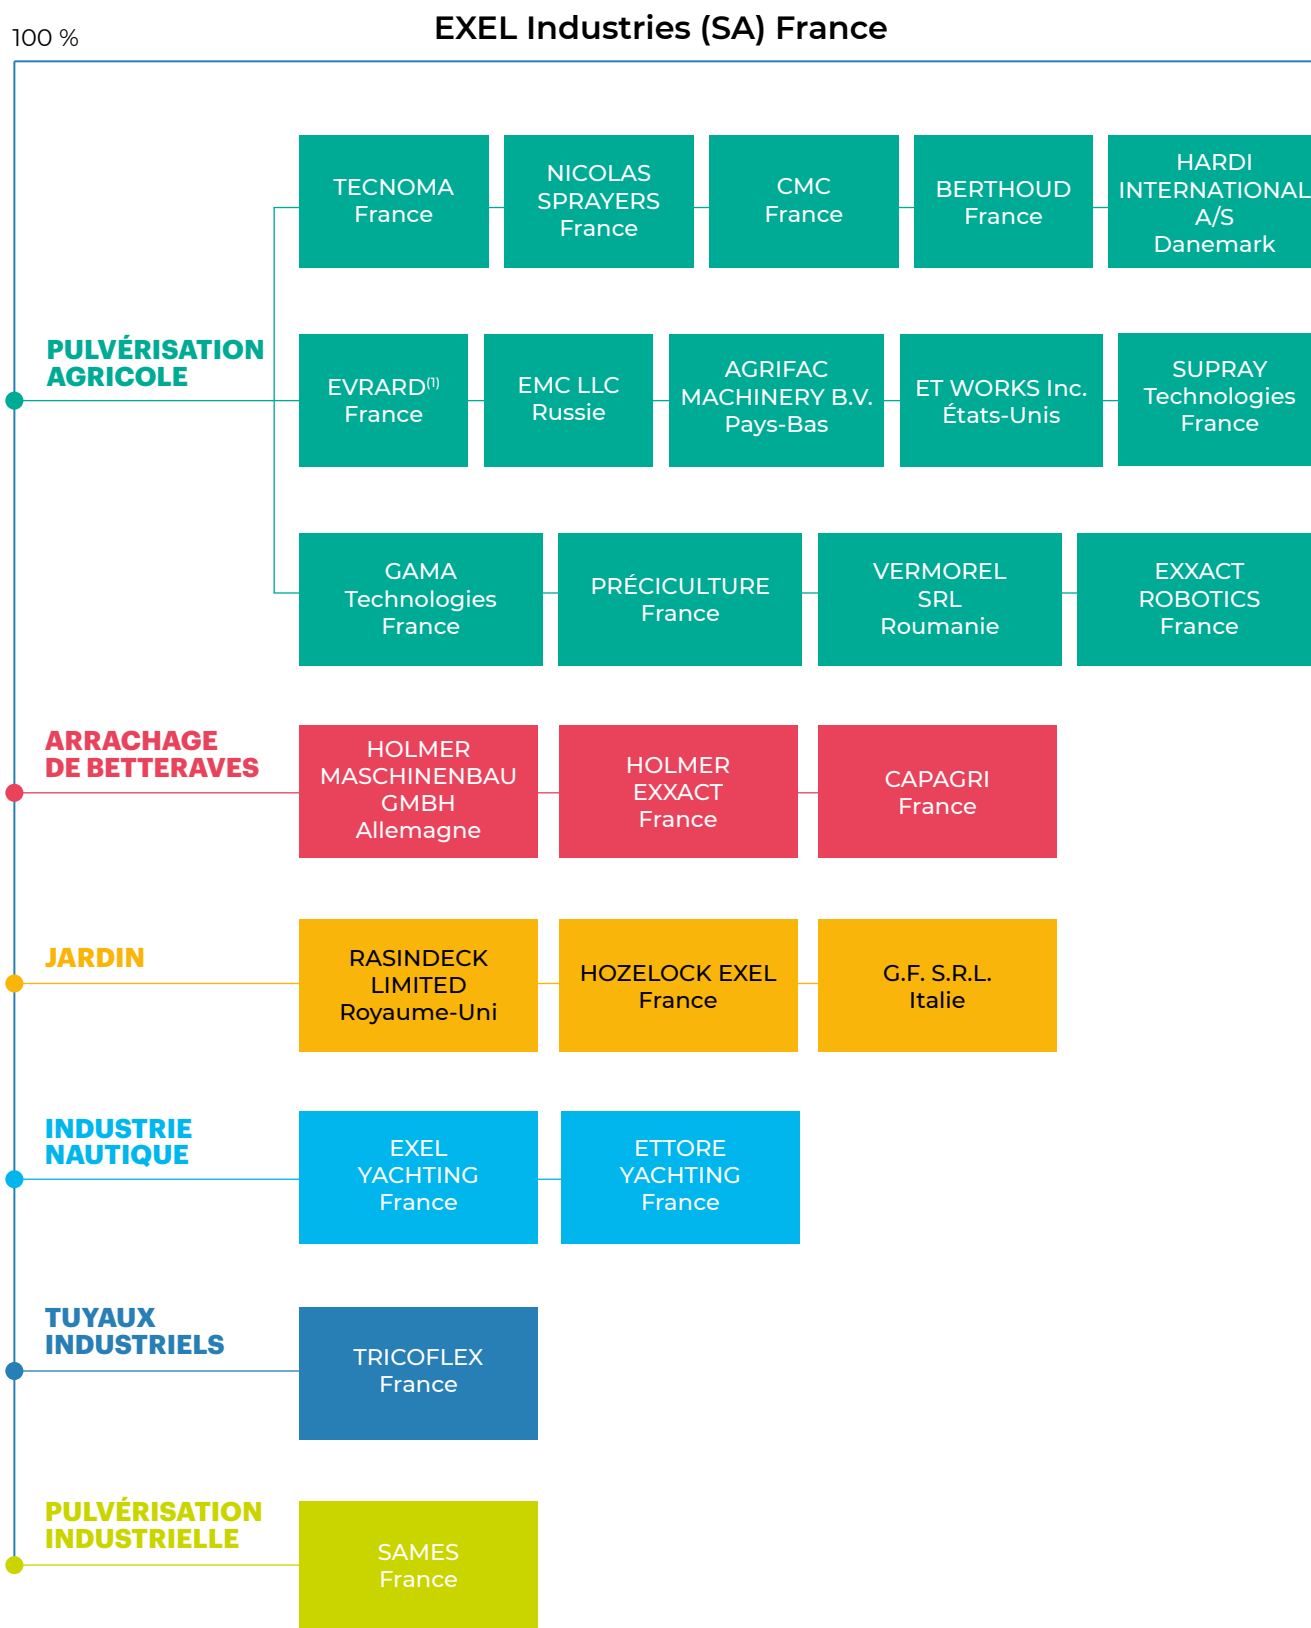 EXEL Industries (SA) France
100 %
TECNOMA
France
NICOLAS
SPRAYERS
France
CMC
France
BERTHOUD
France
HARDI
INTERNATIONAL
A/S
Danemark
PULVÉRISATION
AGRICOLE
EVRARD(1)
France
EMC LLC
Russie
AGRIFAC
MACHINERY B.V.
Pays-Bas
ET WORKS Inc.
États-Unis
SUPRAY
Technologies
France
GAMA
Technologies
France
PRÉCICULTURE
France
VERMOREL
SRL
Roumanie
EXXACT
ROBOTICS
France
ARRACHAGE
DE BETTERAVES
HOLMER
MASCHINENBAU
GMBH
Allemagne
HOLMER
EXXACT
France
CAPAGRI
France
JARDIN
RASINDECK
LIMITED
Royaume-Uni
HOZELOCK EXEL
France
G.F. S.R.L.
Italie
INDUSTRIE
NAUTIQUE
EXEL
YACHTING
France
ETTORE
YACHTING
France
TUYAUX
INDUSTRIELS
TRICOFLEX
France
PULVÉRISATION
INDUSTRIELLE
SAMES
France